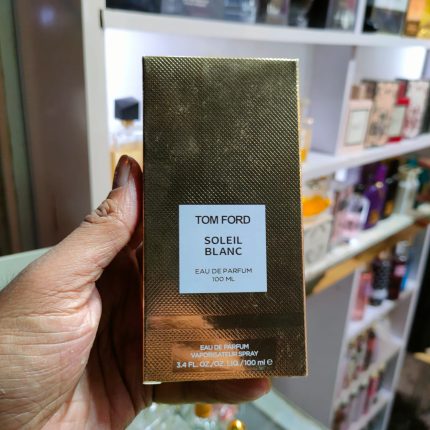 TOM FORD
SOLEIL
BLANC
EAU DE PARFUM
100 ML
EAU DE PARFUM
VAPORISATEUR SPRAY
3.4 FL. OZ./OZ. LIQ./100 ml e